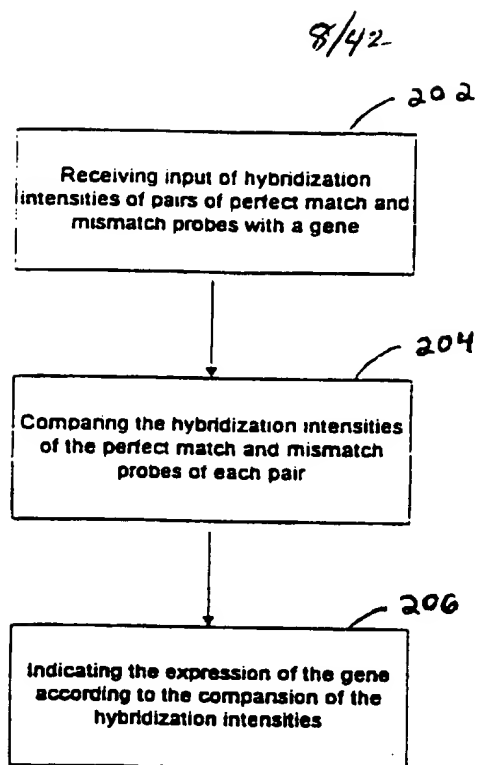 8/42
202
Receiving input of hybridization
intensities of pairs of perfect match and
mismatch probes with a gene
204
Comparing the hybridization intensities
of the perfect match and mismatch
probes of each pair
206
Indicating the expression of the gene
according to the compansion of the
hybridization intensities